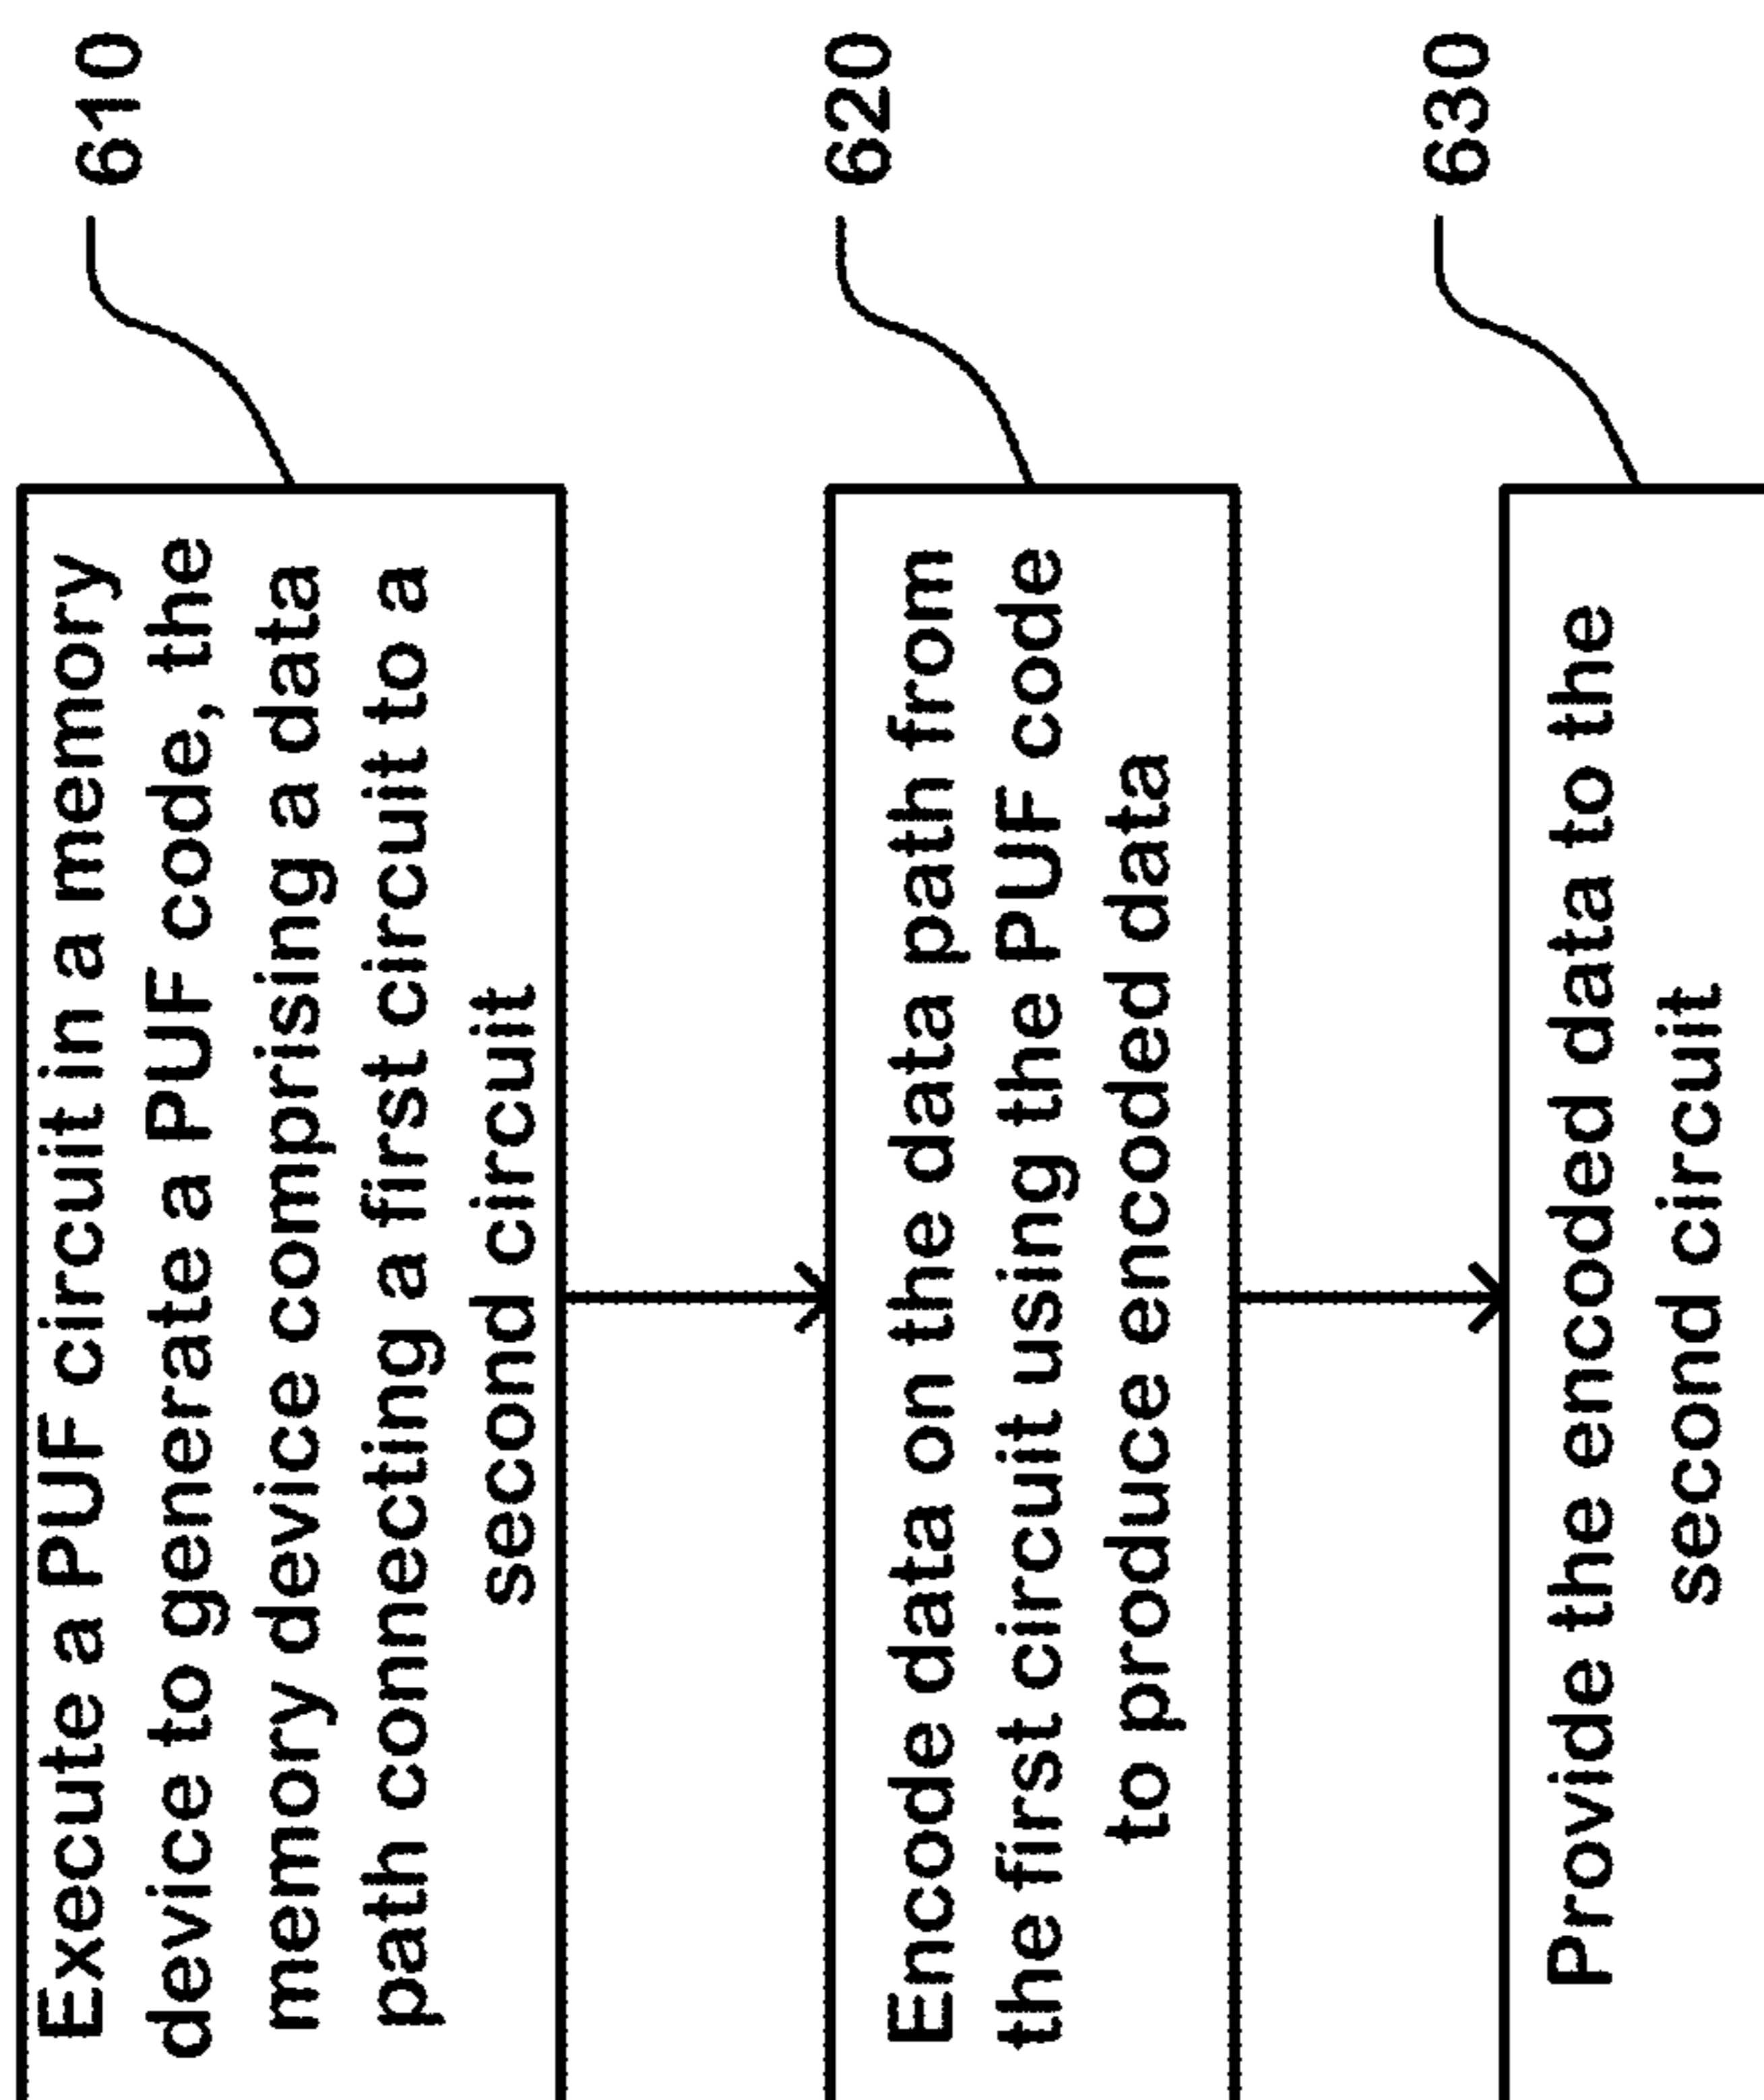 Execute a PUF circuit in a memory
device to generate a PUF code, the
memory device comprising a data
path connecting a first circuit to a
second circuit
610
Encode data on the data path from
the first circuit using the PUF code
to produce encoded data
620
Provide the encoded data to the
second circuit
630